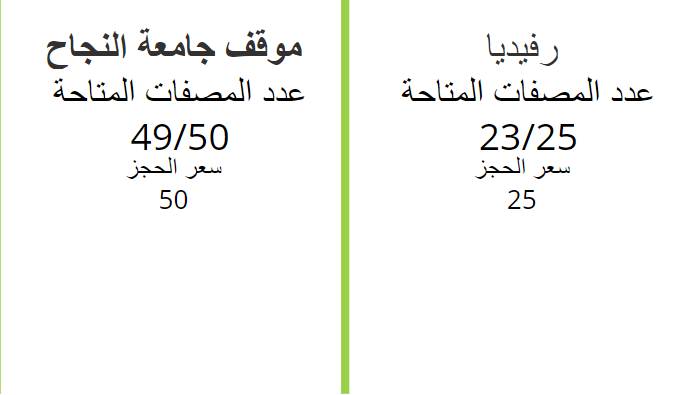 رفيديا
عدد المصفات المتاحة
23/25
سعر الحجز
25
موقف جامعة النجاح
عدد المصفات المتاحة
49/50
سعر الحجز
50